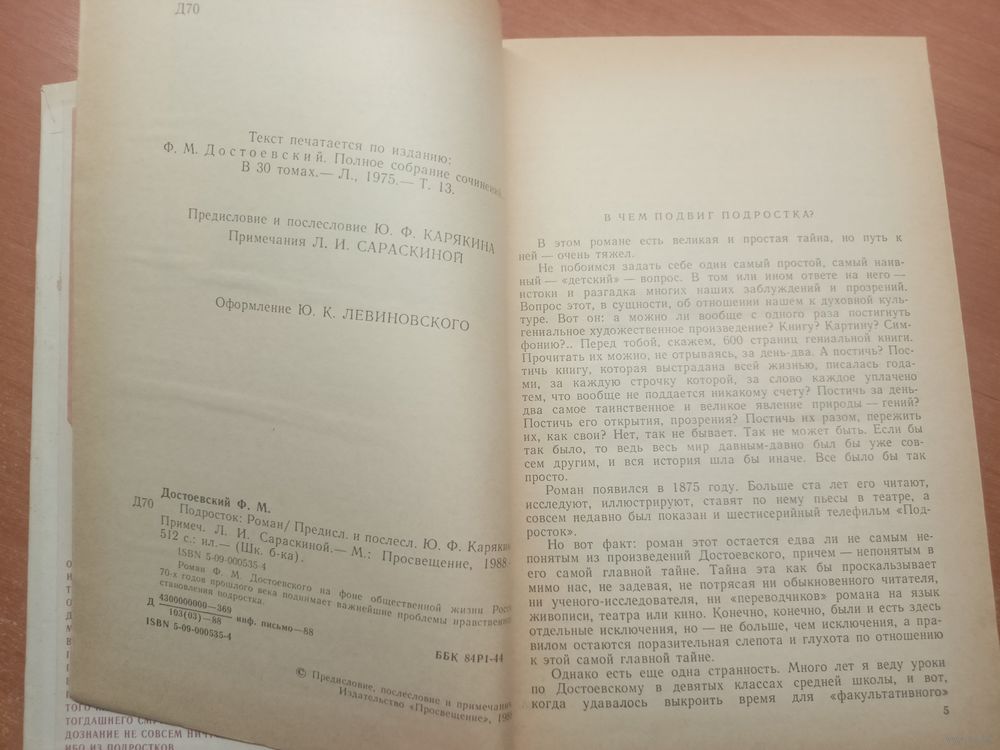 Д70
Текст печатается по изданию:
Ф. М. Достоевский. Полное собрание сочинений.
В 30 томах.— Л., 1975.— Т. 13.
Предисловие и послесловие Ю. Ф. КАРЯКИНА
Примечания Л. И. САРАСКИНОЙ
Оформление Ю. К. ЛЕВИНОВСКОГО
Достоевский Ф. М.
Д70 Подросток: Роман/ Предисл. и послесл. Ю. Ф. Карякин
Примеч. Л. И. Сараскиной.— М.: Просвещение, 1988.
512 с.: ил.— (Шк. б-ка).
ISBN 5-09-000535-4
Роман Ф. М. Достоевского на фоне общественной жизни Росс
70-х годов прошлого века поднимает важнейшие проблемы нравственн
становления подростка.
Д 4300000000—369
103(03)—88 инф. письмо—88
ISBN 5-09-000535-4
ББК 84Р1-44
© Предисловие, послесловие и примечания
Издательство «Просвещение», 198
ТОГО
ТОГДАШНЕГО
ДОЗНАНИЕ НЕ СОВСЕМ
ИБО ИЗ ПОДРОСТКОВ
В ЧЕМ ПОДВИГ ПОДРОСТКА?
В этом романе есть великая и простая тайна, но путь к
ней — очень тяжел.
Не побоимся задать себе один самый простой, самый наив-
ный — «детский» — вопрос. В том или ином ответе на него —
истоки и разгадка многих наших заблуждений и прозрений.
Вопрос этот, в сущности, об отношении нашем к духовной куль-
туре. Вот он: а можно ли вообще с одного раза постигнуть
гениальное художественное произведение? Книгу? Картину? Сим-
фонию?.. Перед тобой, скажем, 600 страниц гениальной книги.
Прочитать их можно, не отрываясь, за день-два. А постичь? Пос-
тичь книгу, которая выстрадана всей жизнью, писалась года-
ми, за каждую строчку которой, за слово каждое уплачено
тем, что вообще не поддается никакому счету? Постичь за день-
два самое таинственное и великое явление природы — гений?
Постичь его открытия, прозрения? Постичь их разом, пережить
их, как свои? Нет, так не бывает. Так не может быть. Если бы
так было, то ведь весь мир давным-давно был бы уже сов-
сем другим, и вся история шла бы иначе. Все было бы так
просто.
Роман появился в 1875 году. Больше ста лет его читают,
исследуют, иллюстрируют, ставят по нему пьесы в театре, а
совсем недавно был показан и шестисерийный телефильм «Под-
росток».
Но вот факт: роман этот остается едва ли не самым не-
понятым из произведений Достоевского, причем — непонятым в
его самой главной тайне. Тайна эта как бы проскальзывает
мимо нас, не задевая, не потрясая ни обыкновенного читателя,
ни ученого-исследователя, ни «переводчиков» романа на язык
живописи, театра или кино. Конечно, конечно, были и есть здесь
отдельные исключения, но — не больше, чем исключения, а пра-
вилом остаются поразительная слепота и глухота по отношению
к этой самой главной тайне.
Однако есть еще одна странность. Много лет я веду уроки
по Достоевскому в девятых классах средней школы, и вот,
когда удавалось выкроить время для «факультативного»
5